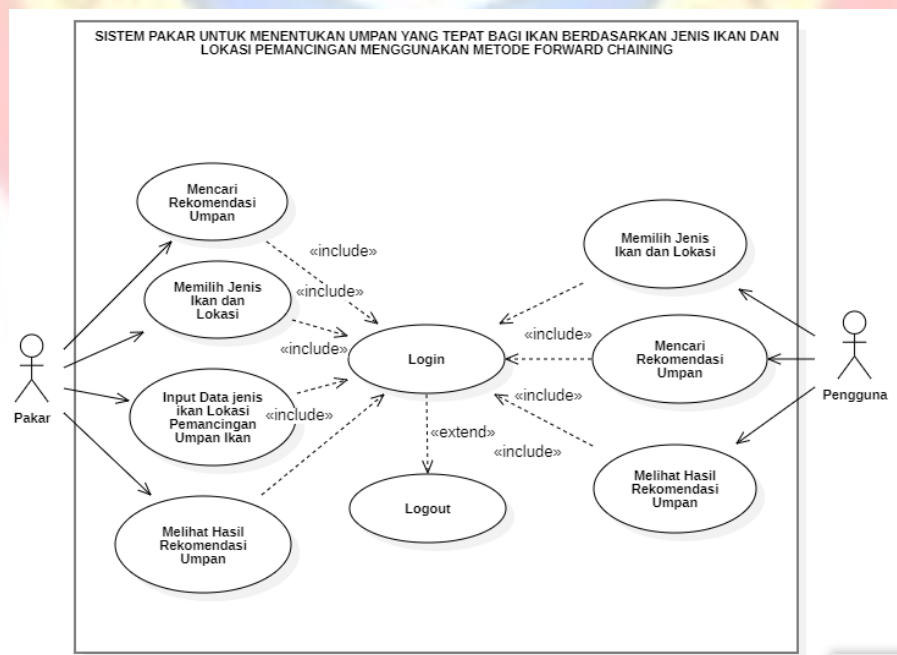 SISTEM PAKAR UNTUK MENENTUKAN UMPAN YANG TEPAT BAGI IKAN BERDASARKAN JENIS IKAN DAN
LOKASI PEMANCINGAN MENGGUNAKAN METODE FORWARD CHAINING
Mencari
Rekomendasi
Umpan
«include»
Memilih Jenis
Ikan dan Lokasi
Memilih Jenis
Ikan dan
Lokasi
«include»
«include»
Login
«include»
Mencari
Rekomendasi
Umpan
Pakar
Pengguna
Input Data jenis
ikan Lokasi
Pemancingan
Umpan Ikan
«include»
«include»
«extend»
«include»
Melihat Hasil
Rekomendasi
Umpan
Logout
Melihat Hasil
Rekomendasi
Umpan